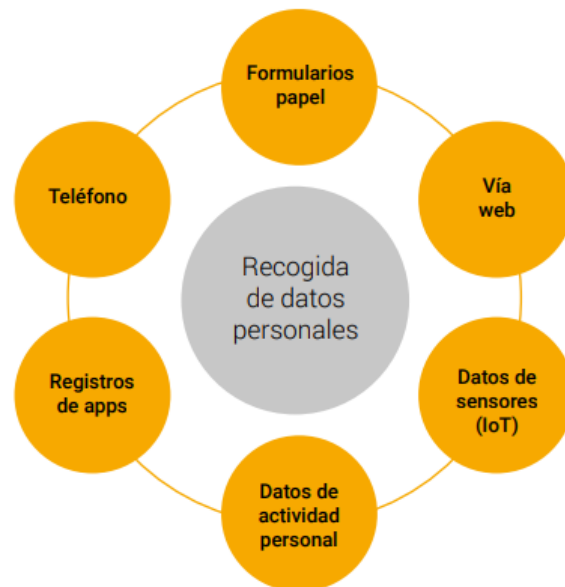 Formularios
papel
Vía
web
Datos de
sensores
(IoT)
Datos de
actividad
personal
Registros
de apps
Teléfono
Recogida
de datos
personales